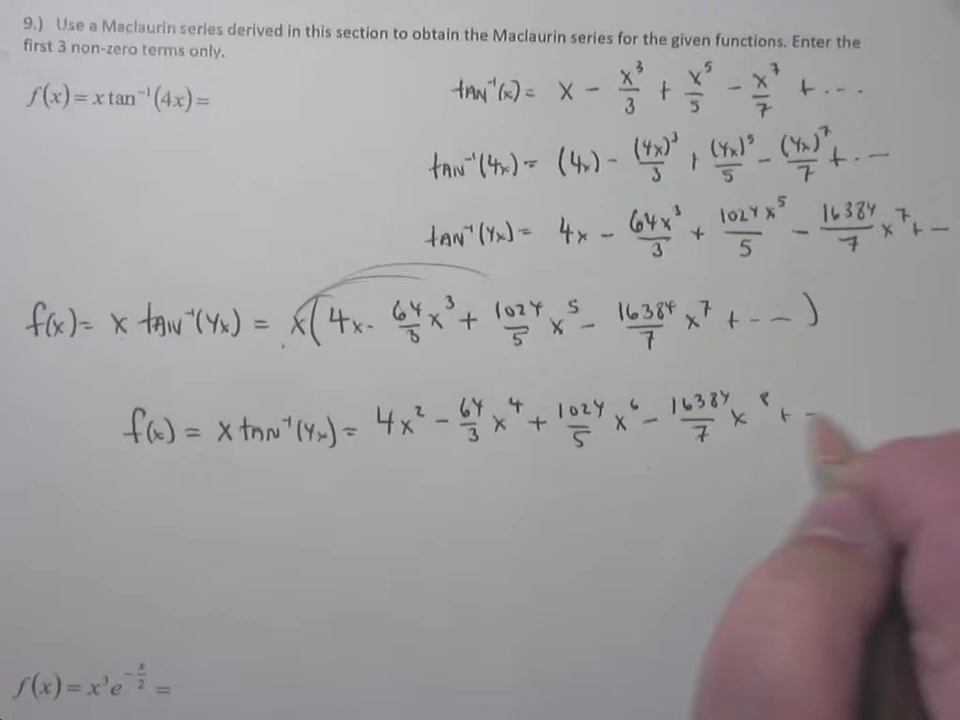 9.) Use a Maclaurin series derived in this section to obtain the Maclaurin series for the given functions. Enter the
first 3 non-zero terms only.
f(x) = x tan⁻¹(4x) =
tan⁻¹(x) = x - x³/3 + x⁵/5 - x⁷/7 + ...
tan⁻¹(4x) = (4x) - (4x)³/3 + (4x)⁵/5 - (4x)⁷/7 + ...
tan⁻¹(4x) = 4x - 64x³/3 + 1024x⁵/5 - 16384/7 x⁷ + --
f(x) = x tan⁻¹(4x) = x(4x - 64/3 x³ + 1024/5 x⁵ - 16384/7 x⁷ + ---)
f(x) = x tan⁻¹(4x) = 4x² - 64/3 x⁴ + 1024/5 x⁶ - 16384/7 x⁸ + -
f(x) = x³e^(-x/2) =